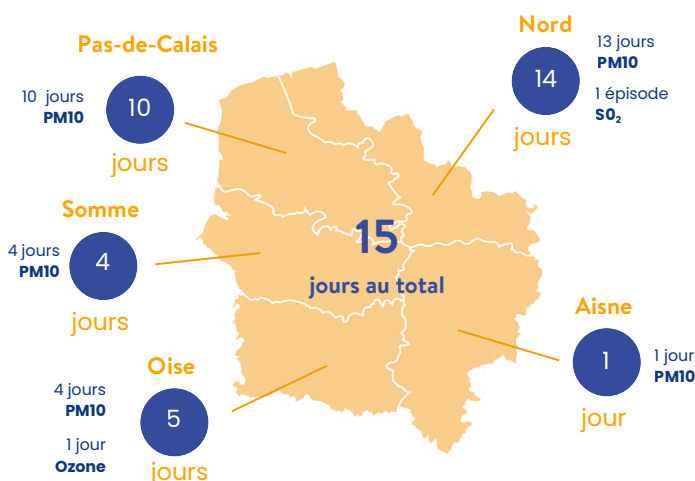 Pas-de-Calais
10 jours
PM10
10
jours
Nord
14
jours
13 jours
PM10
1 épisode
SO₂
Somme
4 jours
PM10
4
jours
15
jours au total
Oise
4 jours
PM10
1 jour
Ozone
5
jours
Aisne
1
jour
1 jour
PM10